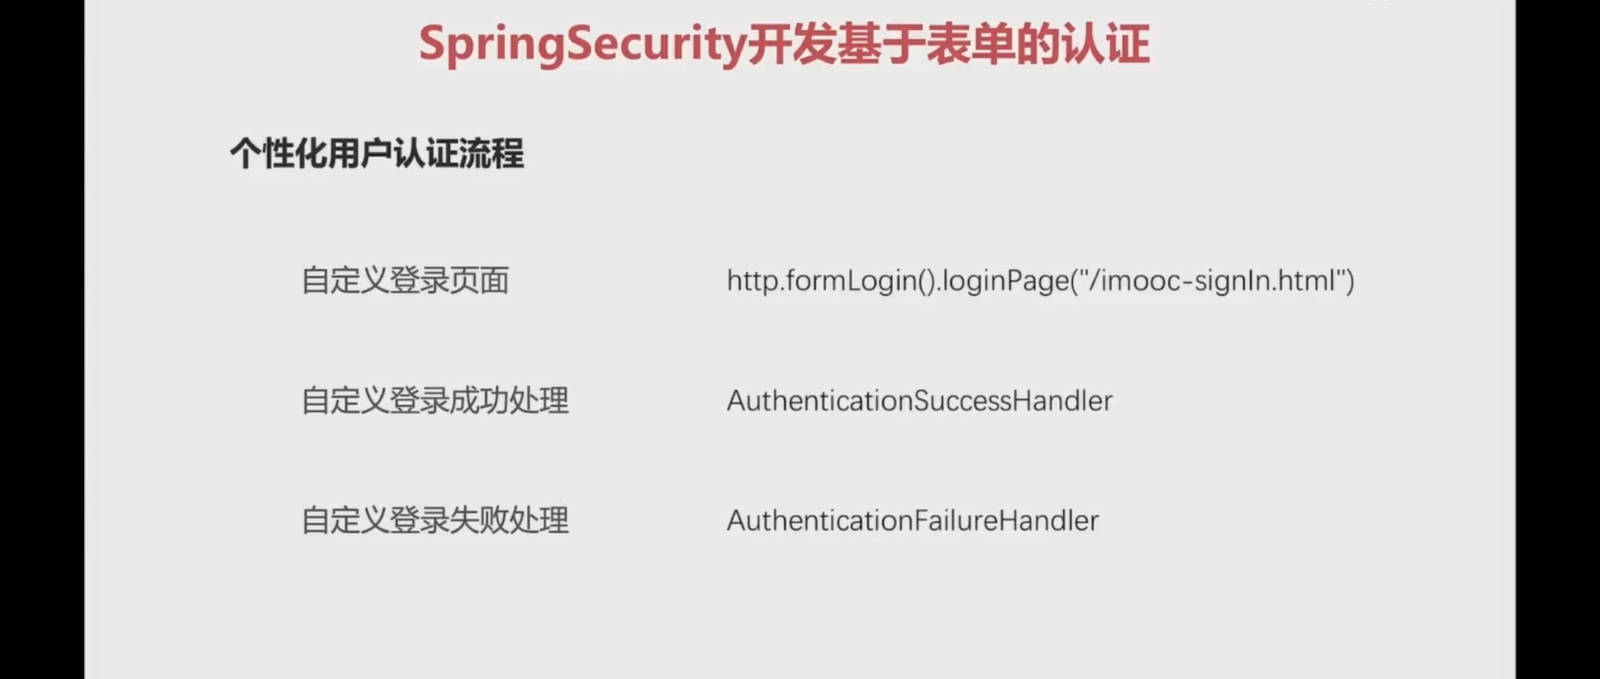 SpringSecurity开发基于表单的认证
个性化用户认证流程
自定义登录页面 http.formLogin().loginPage("/imooc-signIn.html")
自定义登录成功处理 AuthenticationSuccessHandler
自定义登录失败处理 AuthenticationFailureHandler